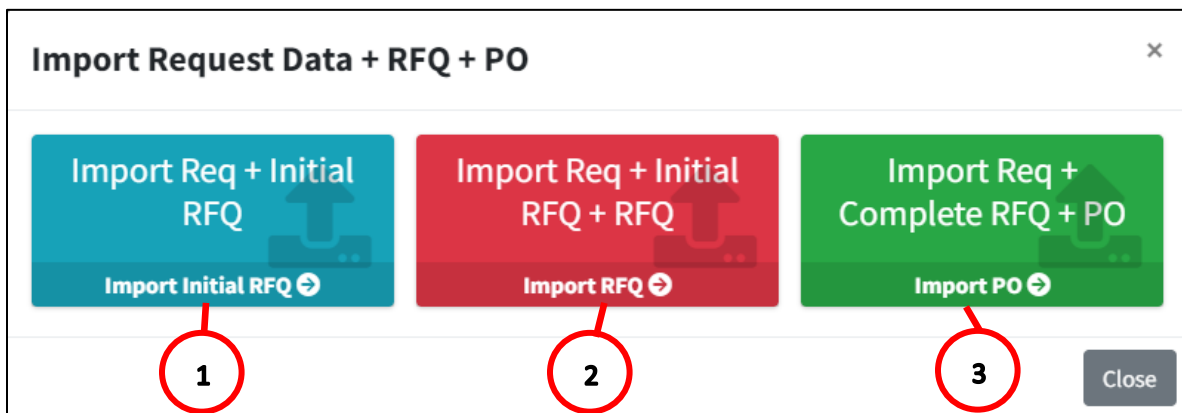 Import Request Data + RFQ + PO
×
Import Req + Initial
RFQ
Import Initial RFQ
Import Req + Initial
RFQ + RFQ
Import RFQ
Import Req +
Complete RFQ + PO
Import PO
1
2
3
Close